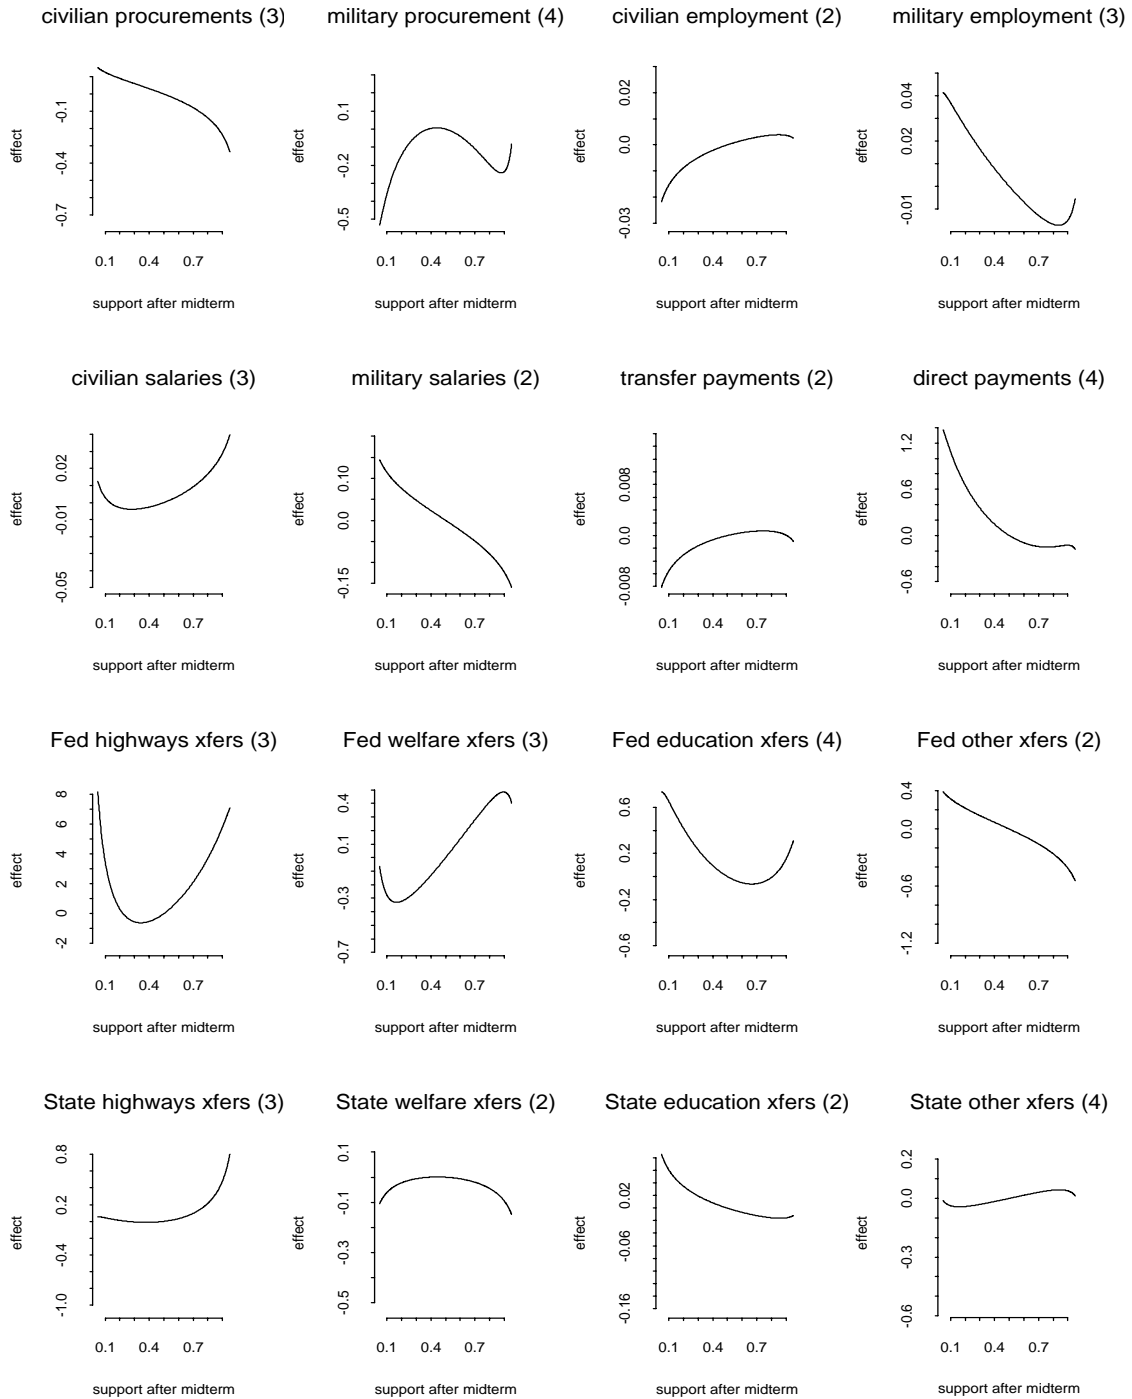 civilian procurements (3)
effect
-0.7 -0.4 -0.1
0.1 0.4 0.7
support after midterm
military procurement (4)
effect
-0.5 -0.2 0.1
0.1 0.4 0.7
support after midterm
civilian employment (2)
effect
-0.03 0.0 0.02
0.1 0.4 0.7
support after midterm
military employment (3)
effect
-0.01 0.02 0.04
0.1 0.4 0.7
support after midterm
civilian salaries (3)
effect
-0.05 -0.01 0.02
0.1 0.4 0.7
support after midterm
military salaries (2)
effect
-0.15 0.0 0.10
0.1 0.4 0.7
support after midterm
transfer payments (2)
effect
-0.008 0.0 0.008
0.1 0.4 0.7
support after midterm
direct payments (4)
effect
-0.6 0.0 0.6 1.2
0.1 0.4 0.7
support after midterm
Fed highways xfers (3)
effect
-2 0 2 4 6 8
0.1 0.4 0.7
support after midterm
Fed welfare xfers (3)
effect
-0.7 -0.3 0.1 0.4
0.1 0.4 0.7
support after midterm
Fed education xfers (4)
effect
-0.6 -0.2 0.2 0.6
0.1 0.4 0.7
support after midterm
Fed other xfers (2)
effect
-1.2 -0.6 0.0 0.4
0.1 0.4 0.7
support after midterm
State highways xfers (3)
effect
-1.0 -0.4 0.2 0.8
0.1 0.4 0.7
support after midterm
State welfare xfers (2)
effect
-0.5 -0.3 -0.1 0.1
0.1 0.4 0.7
support after midterm
State education xfers (2)
effect
-0.16 -0.06 0.02
0.1 0.4 0.7
support after midterm
State other xfers (4)
effect
-0.6 -0.3 0.0 0.2
0.1 0.4 0.7
support after midterm